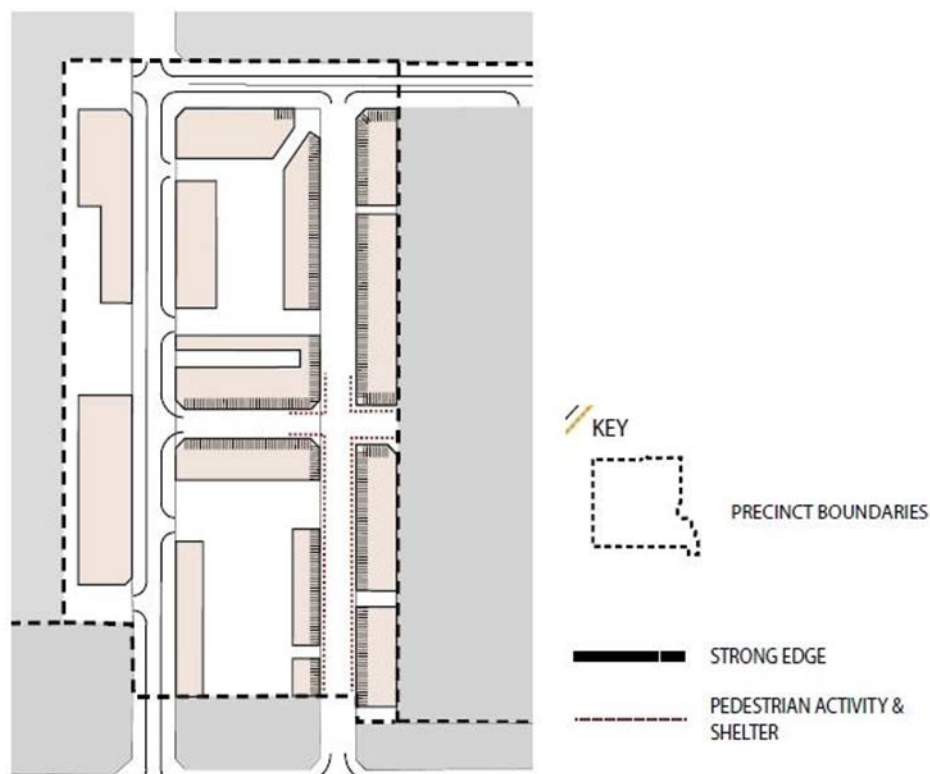 KEY
PRECINCT BOUNDARIES
STRONG EDGE
PEDESTRIAN ACTIVITY &
SHELTER